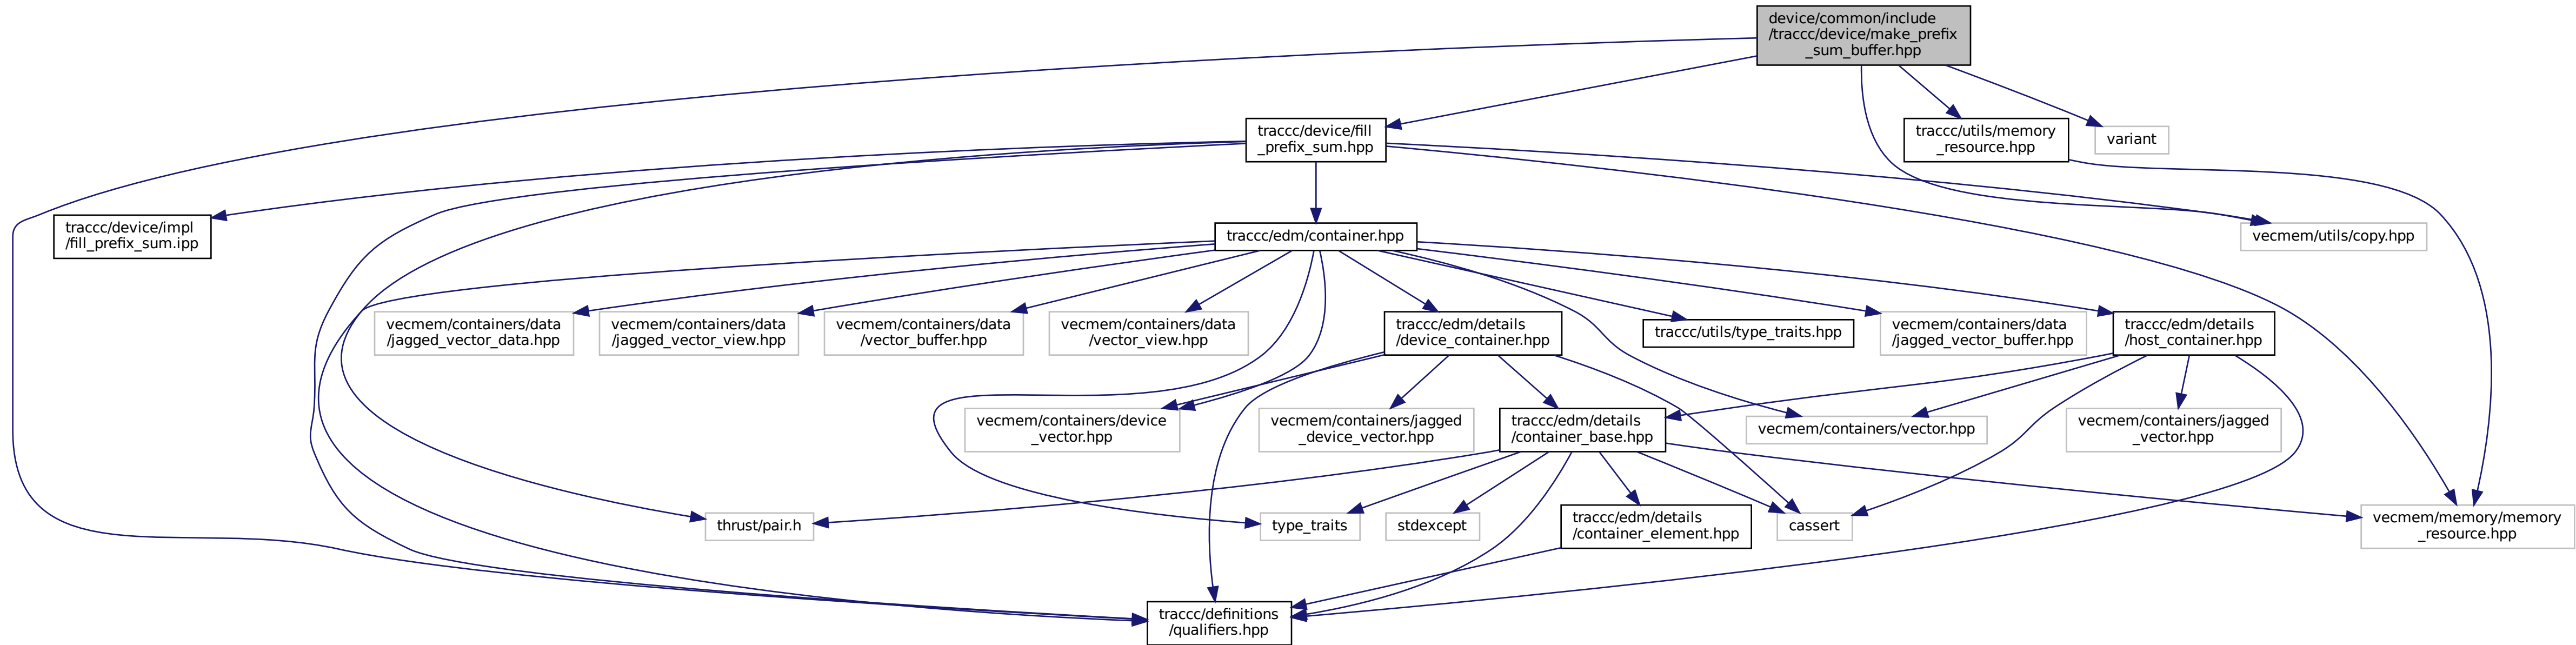 device/common/include
/traccc/device/make_prefix
_sum_buffer.hpp
traccc/device/fill
_prefix_sum.hpp
traccc/utils/memory
_resource.hpp
variant
traccc/device/impl
/fill_prefix_sum.ipp
traccc/edm/container.hpp
vecmem/utils/copy.hpp
vecmem/containers/data
/jagged_vector_data.hpp
vecmem/containers/data
/jagged_vector_view.hpp
vecmem/containers/data
/vector_buffer.hpp
vecmem/containers/data
/vector_view.hpp
traccc/edm/details
/device_container.hpp
traccc/utils/type_traits.hpp
vecmem/containers/data
/jagged_vector_buffer.hpp
traccc/edm/details
/host_container.hpp
vecmem/containers/device
_vector.hpp
vecmem/containers/jagged
_device_vector.hpp
traccc/edm/details
/container_base.hpp
vecmem/containers/vector.hpp
vecmem/containers/jagged
_vector.hpp
thrust/pair.h
type_traits
stdexcept
traccc/edm/details
/container_element.hpp
cassert
vecmem/memory/memory
_resource.hpp
traccc/definitions
/qualifiers.hpp